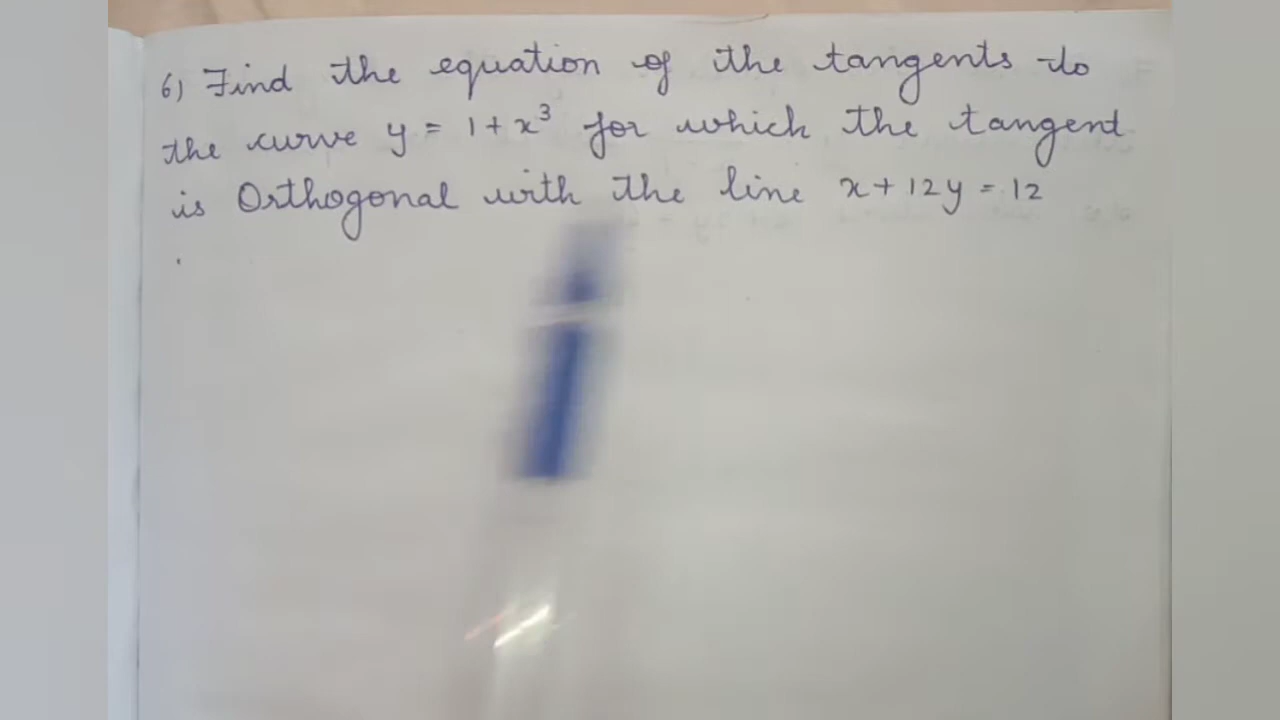 6) Find the equation of the tangents to
the curve y = 1 + x³ for which the tangent
is Orthogonal with the line x + 12y = 12